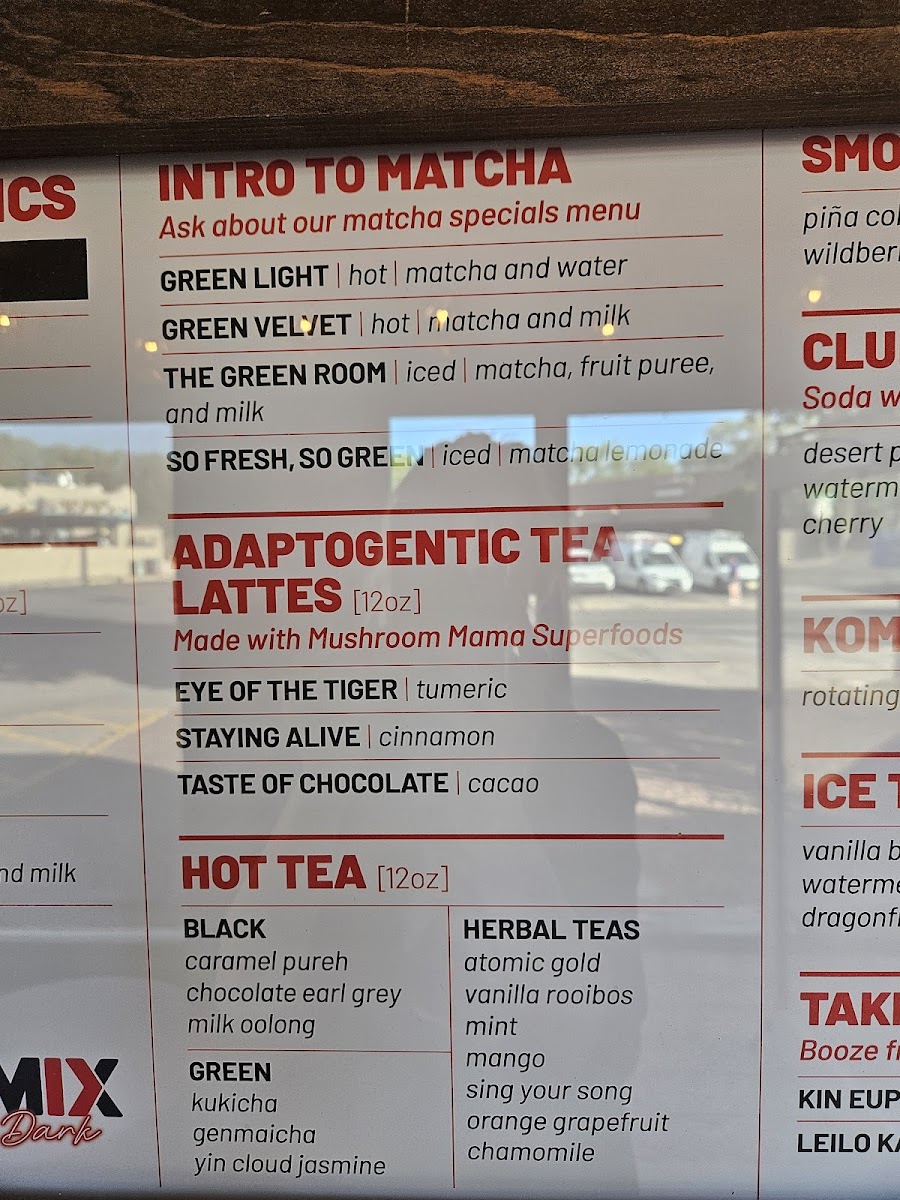 ICS
oz]
nd milk
MIX
Dark
INTRO TO MATCHA
Ask about our matcha specials menu
GREEN LIGHT | hot | matcha and water
GREEN VELVET | hot | matcha and milk
THE GREEN ROOM | iced | matcha, fruit puree,
and milk
SO FRESH, SO GREEN | iced | matcha lemonade
ADAPTOGENTIC TEA
LATTES [12oz]
Made with Mushroom Mama Superfoods
EYE OF THE TIGER | tumeric
STAYING ALIVE | cinnamon
TASTE OF CHOCOLATE | cacao
HOT TEA [12oz]
BLACK
caramel pureh
chocolate earl grey
milk oolong
GREEN
kukicha
genmaicha
yin cloud jasmine
HERBAL TEAS
atomic gold
vanilla rooibos
mint
mango
sing your song
orange grapefruit
chamomile
SMO
piña col
wildberr
CLU
Soda w
desert p
waterm
cherry
KOM
rotating
ICE T
vanilla b
waterme
dragonf
TAKE
Booze f
KIN EUP
LEILO KA